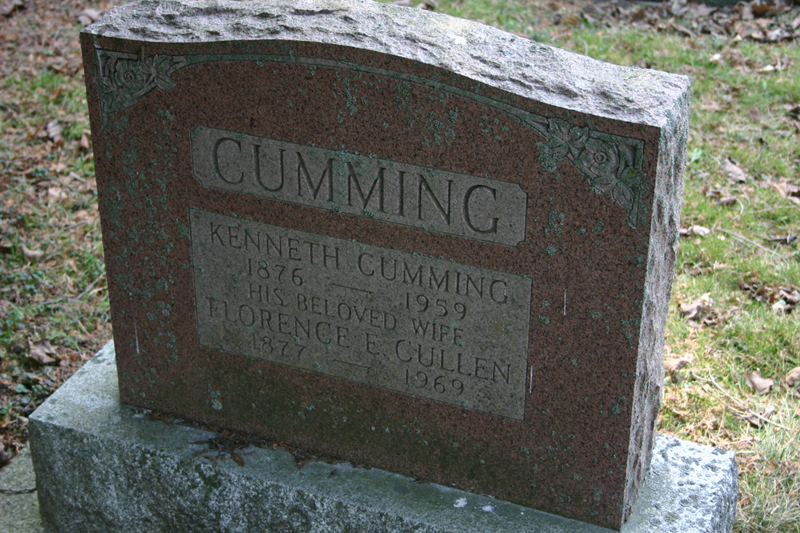 CUMMING
KENNETH CUMMING
1876 — 1959
HIS BELOVED WIFE
FLORENCE E. CULLEN
1877 — 1969